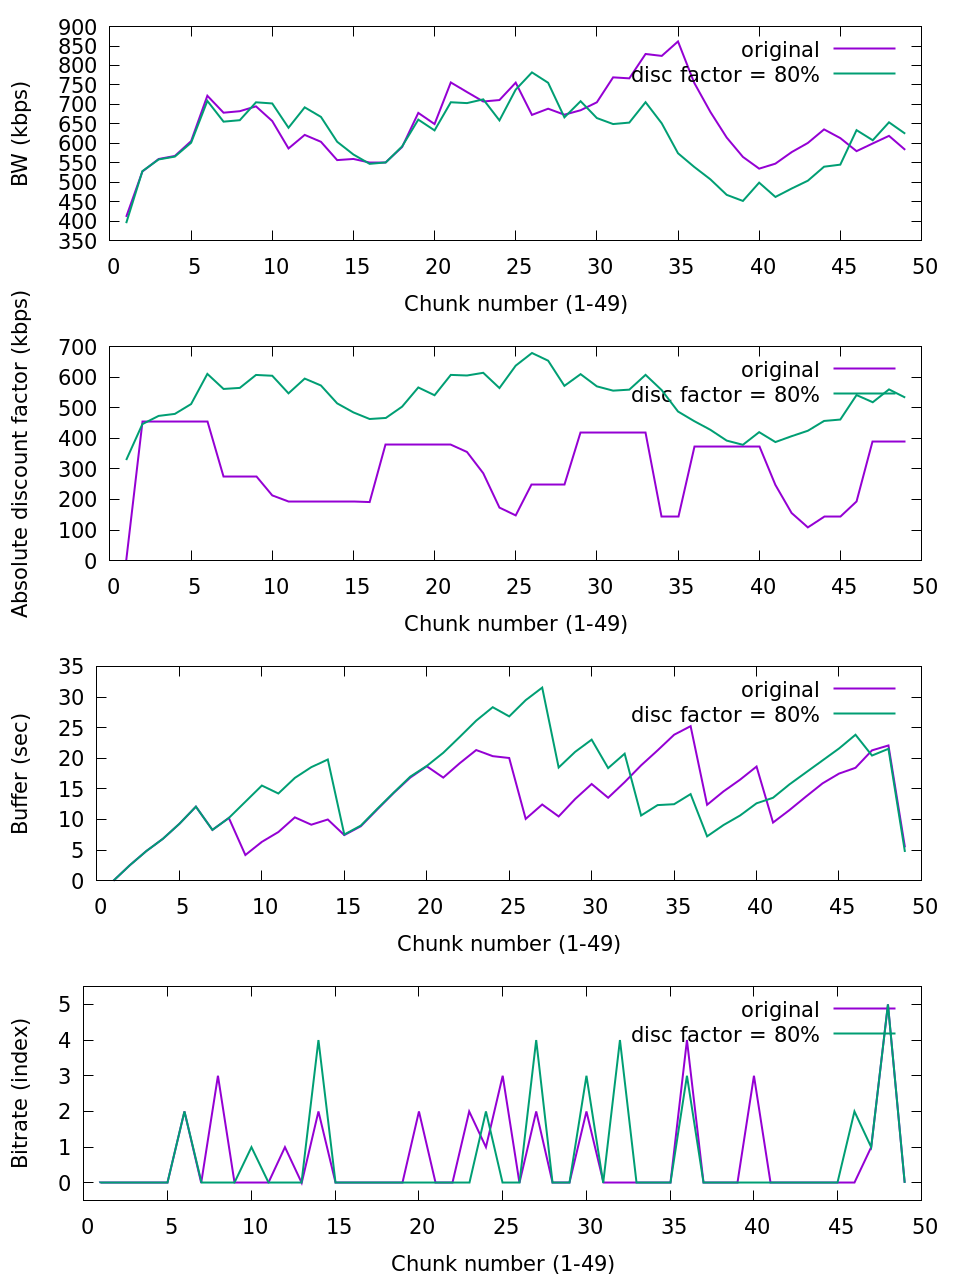 900
850
800
750
700
650
600
550
500
450
400
350
BW (kbps)
original
disc factor = 80%
0 5 10 15 20 25 30 35 40 45 50
Chunk number (1-49)
700
600
500
400
300
200
100
0
Absolute discount factor (kbps)
original
disc factor = 80%
0 5 10 15 20 25 30 35 40 45 50
Chunk number (1-49)
35
30
25
20
15
10
5
0
Buffer (sec)
original
disc factor = 80%
0 5 10 15 20 25 30 35 40 45 50
Chunk number (1-49)
5
4
3
2
1
0
Bitrate (index)
original
disc factor = 80%
0 5 10 15 20 25 30 35 40 45 50
Chunk number (1-49)